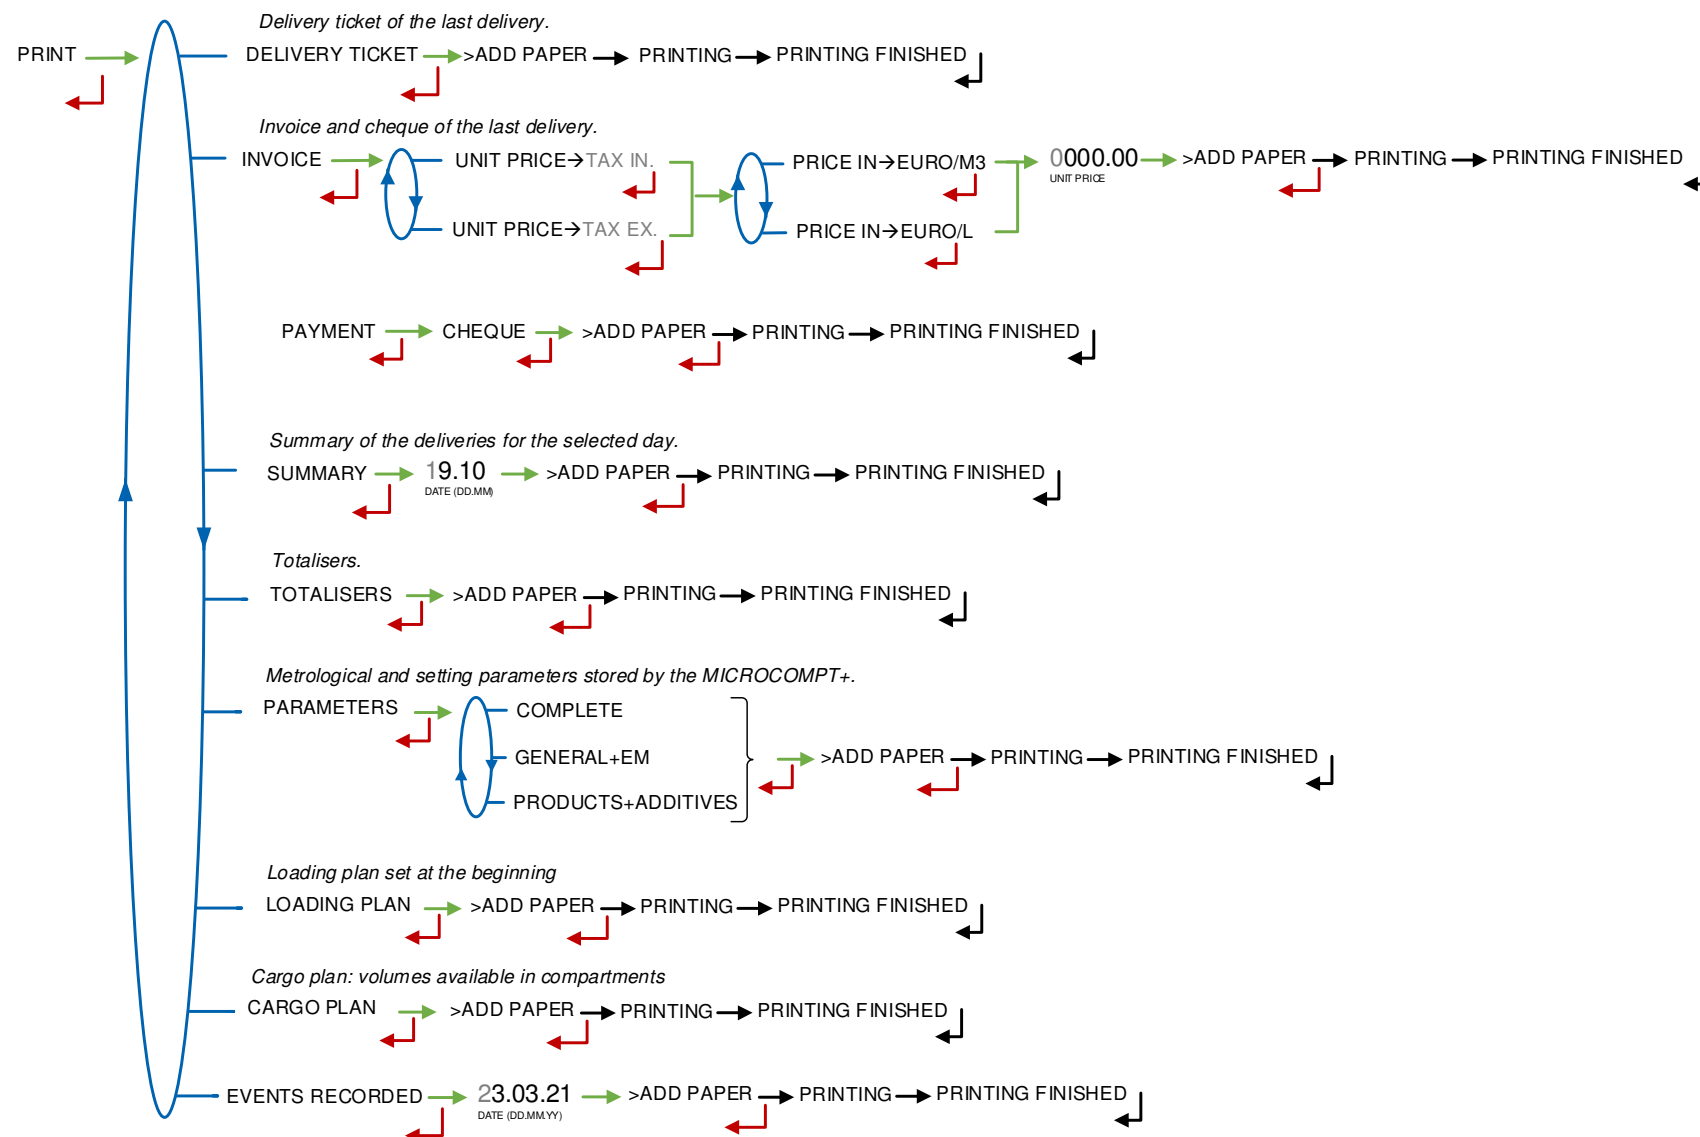 Delivery ticket of the last delivery.
PRINT DELIVERY TICKET >ADD PAPER PRINTING PRINTING FINISHED
Invoice and cheque of the last delivery.
INVOICE UNIT PRICE→TAX IN. PRICE IN→EURO/M3 0000.00 >ADD PAPER PRINTING PRINTING FINISHED
UNIT PRICE
UNIT PRICE→TAX EX. PRICE IN→EURO/L
PAYMENT CHEQUE >ADD PAPER PRINTING PRINTING FINISHED
Summary of the deliveries for the selected day.
SUMMARY 19.10 >ADD PAPER PRINTING PRINTING FINISHED
DATE (DD.MM)
Totalisers.
TOTALISERS >ADD PAPER PRINTING PRINTING FINISHED
Metrological and setting parameters stored by the MICROCOMPT+.
PARAMETERS COMPLETE
GENERAL+EM >ADD PAPER PRINTING PRINTING FINISHED
PRODUCTS+ADDITIVES
Loading plan set at the beginning
LOADING PLAN >ADD PAPER PRINTING PRINTING FINISHED
Cargo plan: volumes available in compartments
CARGO PLAN >ADD PAPER PRINTING PRINTING FINISHED
EVENTS RECORDED 23.03.21 >ADD PAPER PRINTING PRINTING FINISHED
DATE (DD.MM.YY)